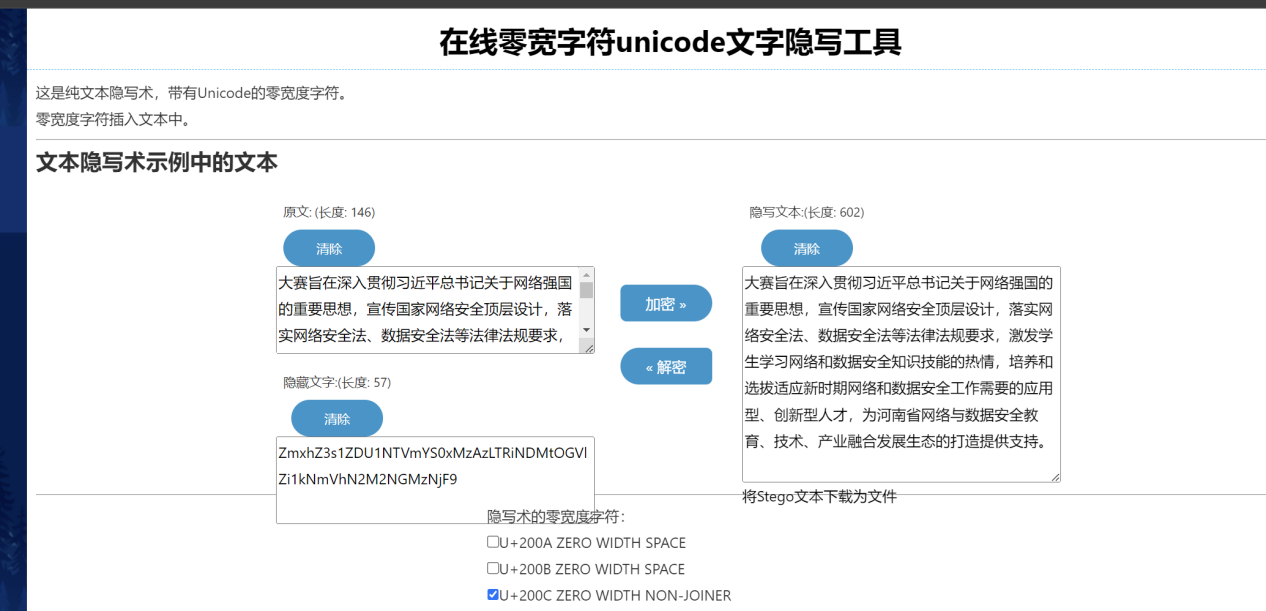 在线零宽字符unicode文字隐写工具
这是纯文本隐写术，带有Unicode的零宽度字符。
零宽度字符插入文本中。
文本隐写术示例中的文本
原文: (长度: 146)
清除
大赛旨在深入贯彻习近平总书记关于网络强国
的重要思想，宣传国家网络安全顶层设计，落
实网络安全法、数据安全法等法律法规要求，
隐藏文字:(长度: 57)
清除
ZmxhZ3s1ZDU1NTVmYS0xMzAzLTRiNDMtOGVl
Zi1kNmVhN2M2NGMzNjF9
加密 »
« 解密
隐写文本:(长度: 602)
清除
大赛旨在深入贯彻习近平总书记关于网络强国的
重要思想，宣传国家网络安全顶层设计，落实网
络安全法、数据安全法等法律法规要求，激发学
生学习网络和数据安全知识技能的热情，培养和
选拔适应新时期网络和数据安全工作需要的应用
型、创新型人才，为河南省网络与数据安全教
育、技术、产业融合发展生态的打造提供支持。
将Stego文本下载为文件
隐写术的零宽度字符：
U+200A ZERO WIDTH SPACE
U+200B ZERO WIDTH SPACE
U+200C ZERO WIDTH NON-JOINER